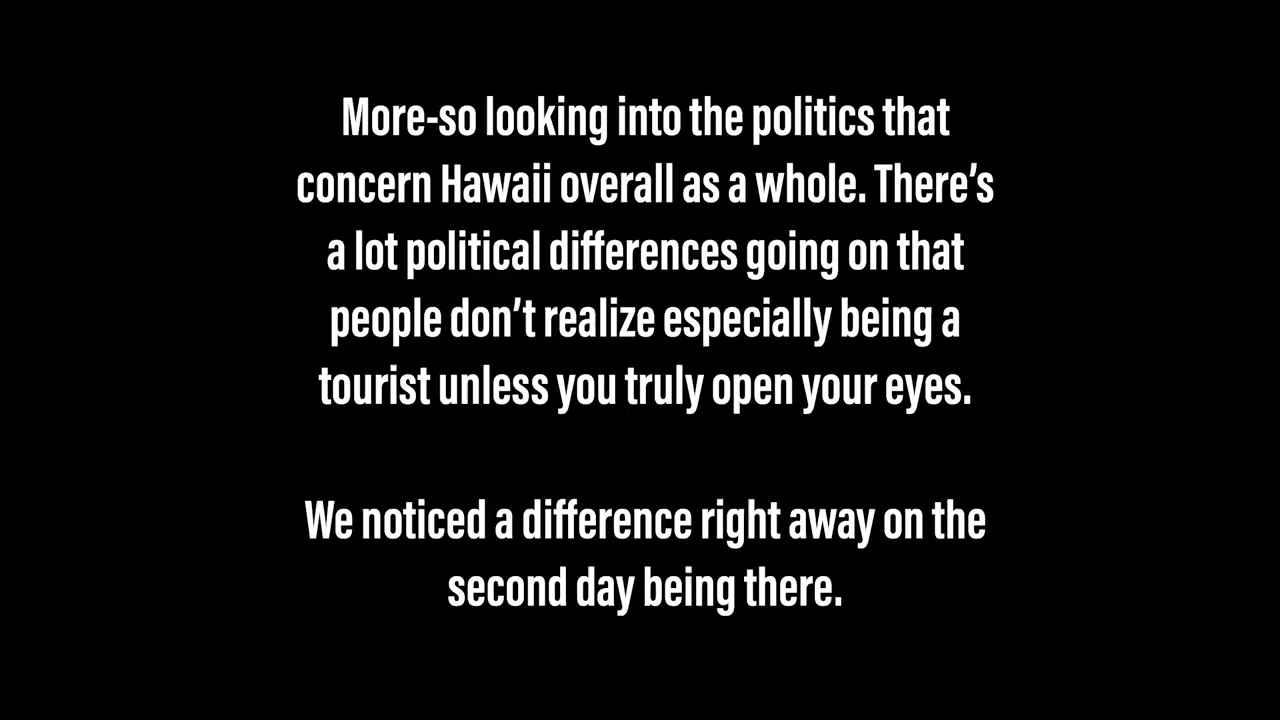 More-so looking into the politics that
concern Hawaii overall as a whole. There’s
a lot political differences going on that
people don’t realize especially being a
tourist unless you truly open your eyes.
We noticed a difference right away on the
second day being there.